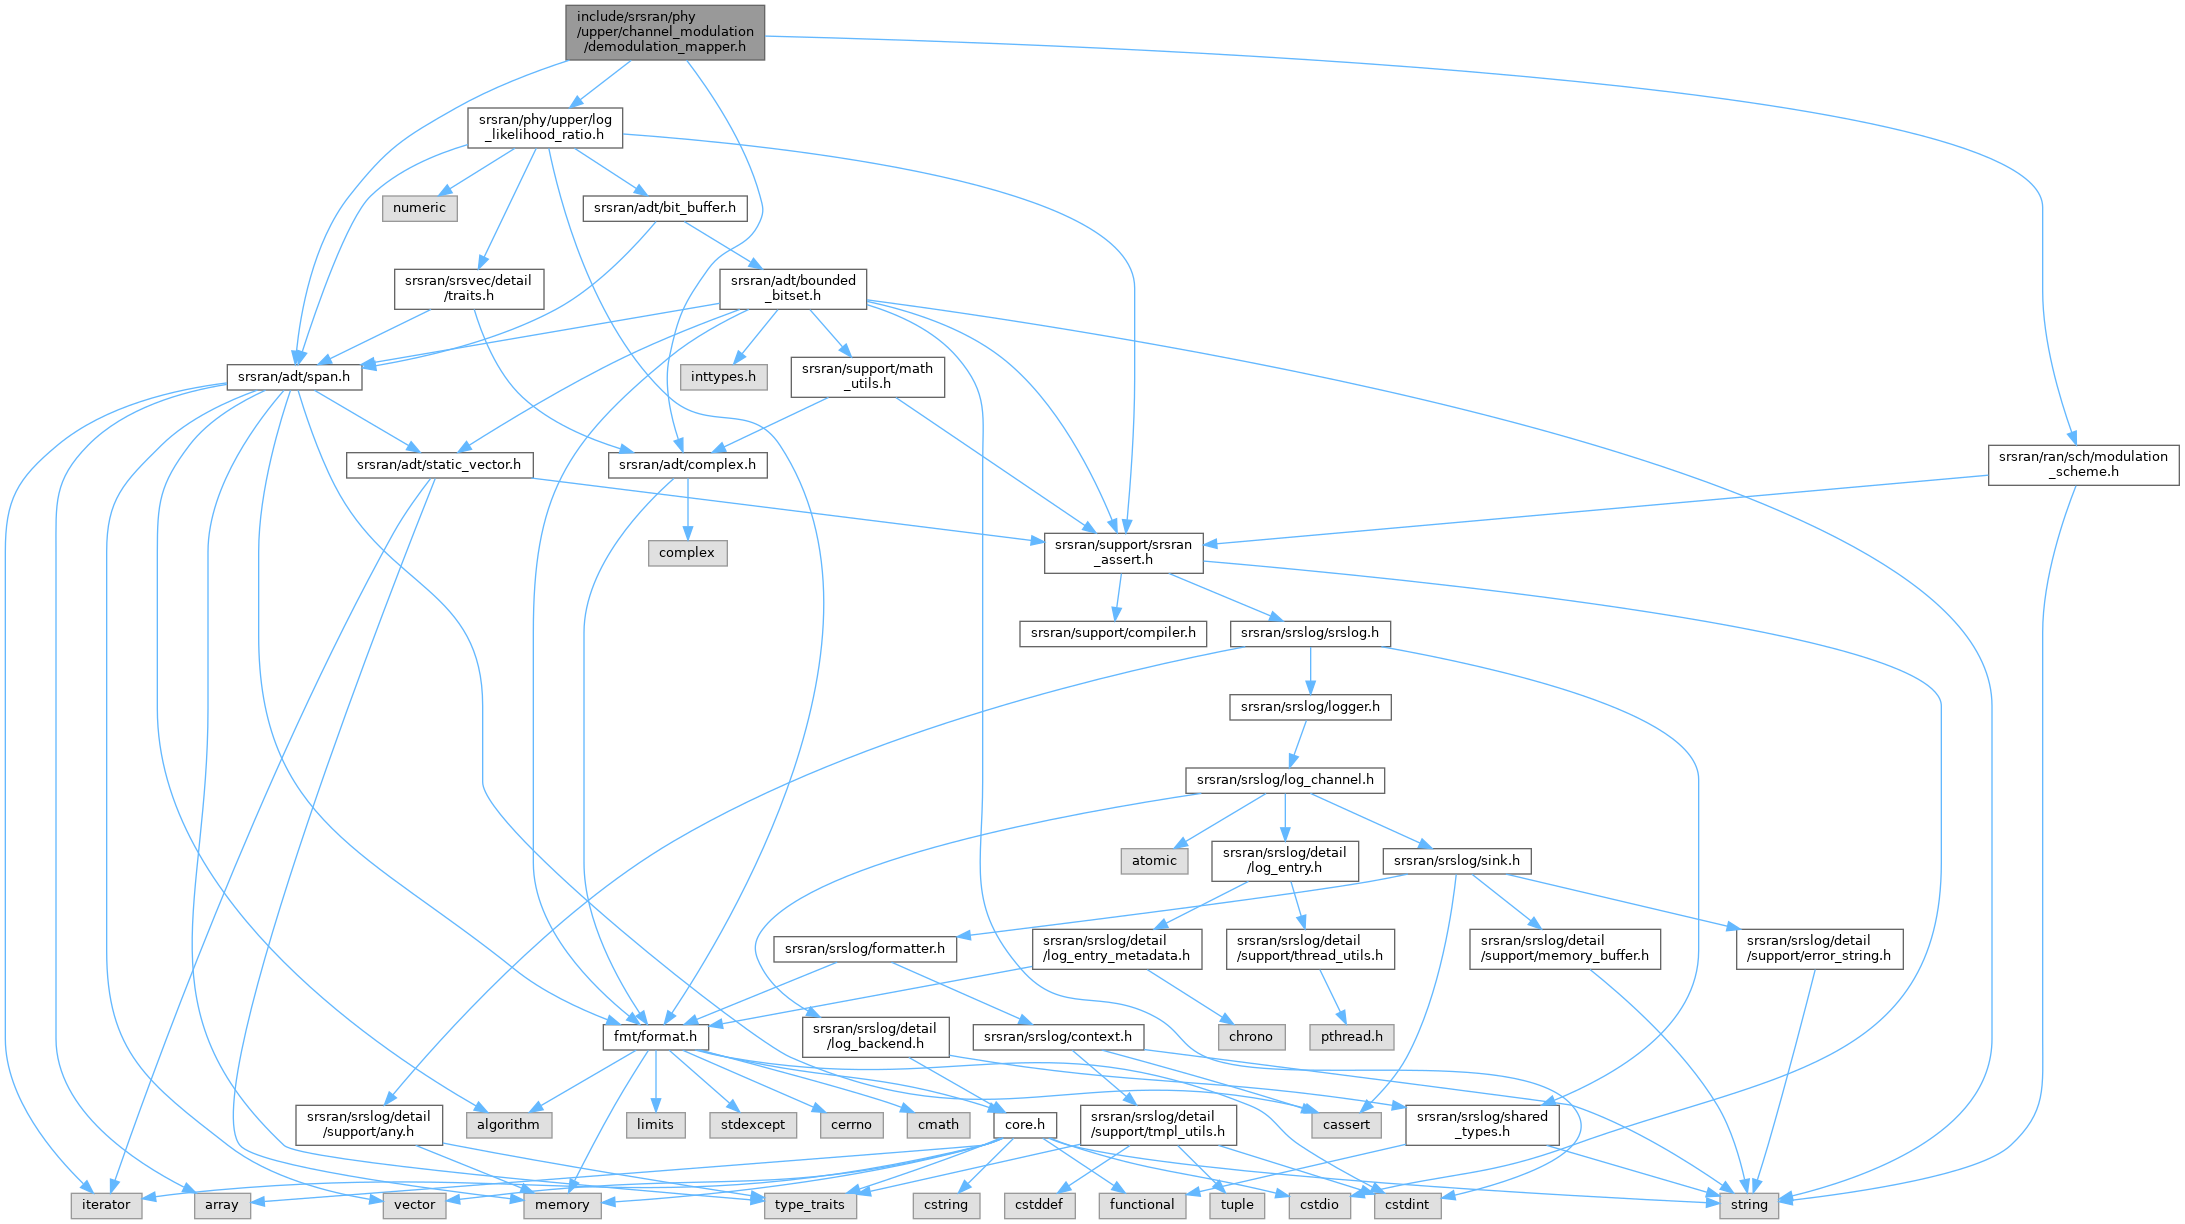 include/srsran/phy
/upper/channel_modulation
/demodulation_mapper.h
srsran/phy/upper/log
_likelihood_ratio.h
numeric
srsran/adt/bit_buffer.h
srsran/srsvec/detail
/traits.h
srsran/adt/bounded
_bitset.h
srsran/adt/span.h
inttypes.h
srsran/support/math
_utils.h
srsran/adt/static_vector.h
srsran/adt/complex.h
srsran/ran/sch/modulation
_scheme.h
complex
srsran/support/srsran
_assert.h
srsran/support/compiler.h
srsran/srslog/srslog.h
srsran/srslog/logger.h
srsran/srslog/log_channel.h
atomic
srsran/srslog/detail
/log_entry.h
srsran/srslog/sink.h
srsran/srslog/formatter.h
srsran/srslog/detail
/log_entry_metadata.h
srsran/srslog/detail
/support/thread_utils.h
srsran/srslog/detail
/support/memory_buffer.h
srsran/srslog/detail
/support/error_string.h
fmt/format.h
srsran/srslog/detail
/log_backend.h
srsran/srslog/context.h
chrono
pthread.h
srsran/srslog/detail
/support/any.h
algorithm
limits
stdexcept
cerrno
cmath
core.h
srsran/srslog/detail
/support/tmpl_utils.h
cassert
srsran/srslog/shared
_types.h
iterator
array
vector
memory
type_traits
cstring
cstddef
functional
tuple
cstdio
cstdint
string